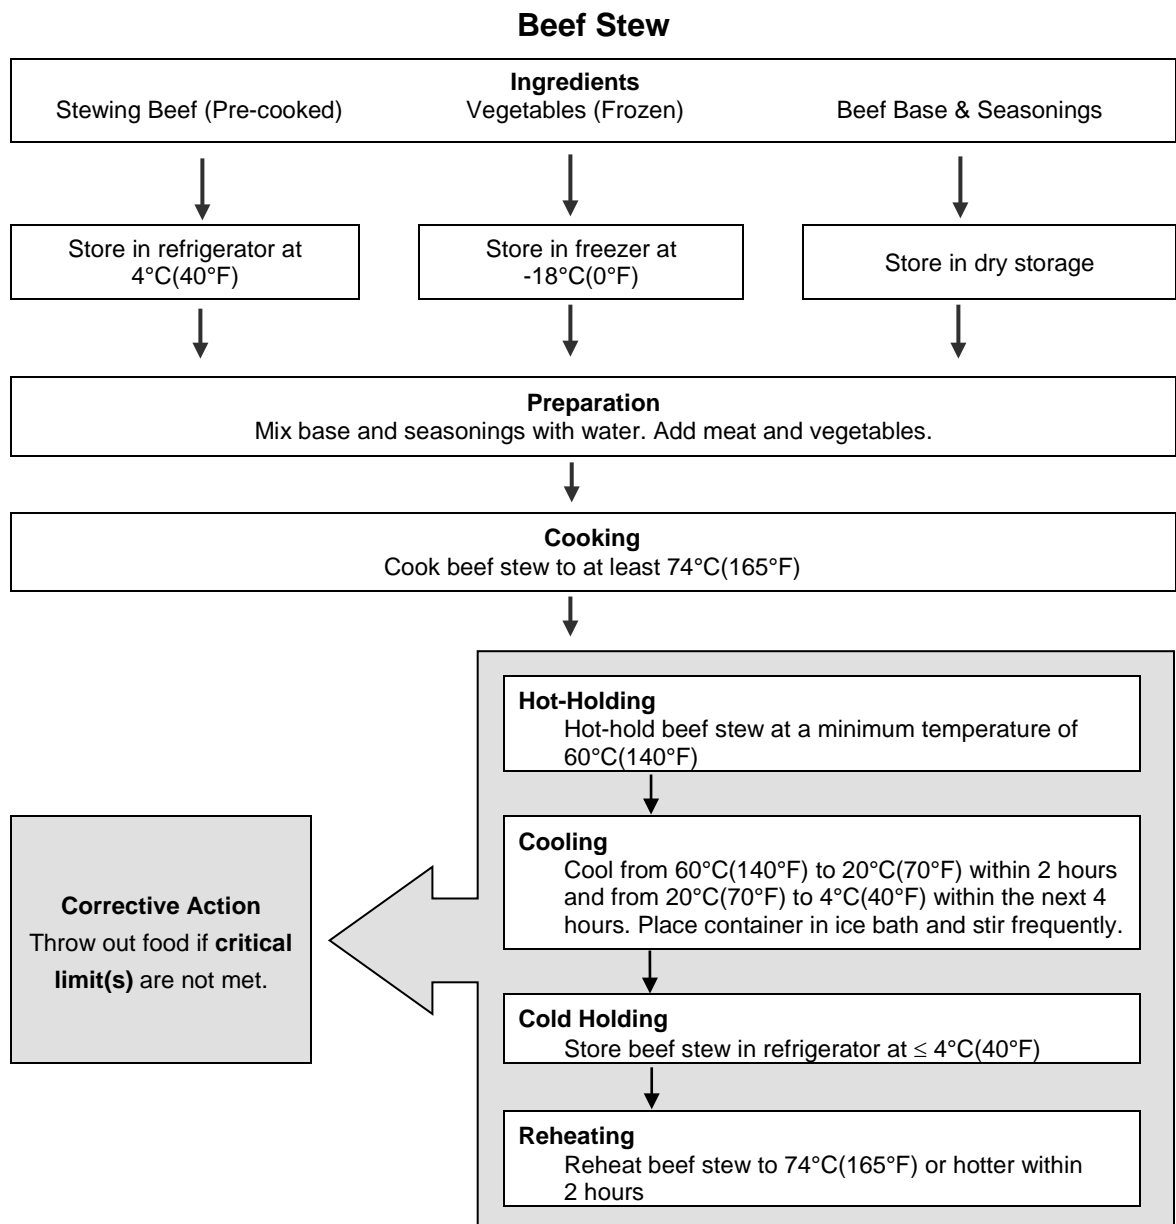 Beef Stew
Ingredients
Stewing Beef (Pre-cooked) Vegetables (Frozen) Beef Base & Seasonings
Store in refrigerator at
4°C(40°F)
Store in freezer at
-18°C(0°F)
Store in dry storage
Preparation
Mix base and seasonings with water. Add meat and vegetables.
Cooking
Cook beef stew to at least 74°C(165°F)
Hot-Holding
Hot-hold beef stew at a minimum temperature of
60°C(140°F)
Cooling
Cool from 60°C(140°F) to 20°C(70°F) within 2 hours
and from 20°C(70°F) to 4°C(40°F) within the next 4
hours. Place container in ice bath and stir frequently.
Corrective Action
Throw out food if critical
limit(s) are not met.
Cold Holding
Store beef stew in refrigerator at ≤ 4°C(40°F)
Reheating
Reheat beef stew to 74°C(165°F) or hotter within
2 hours